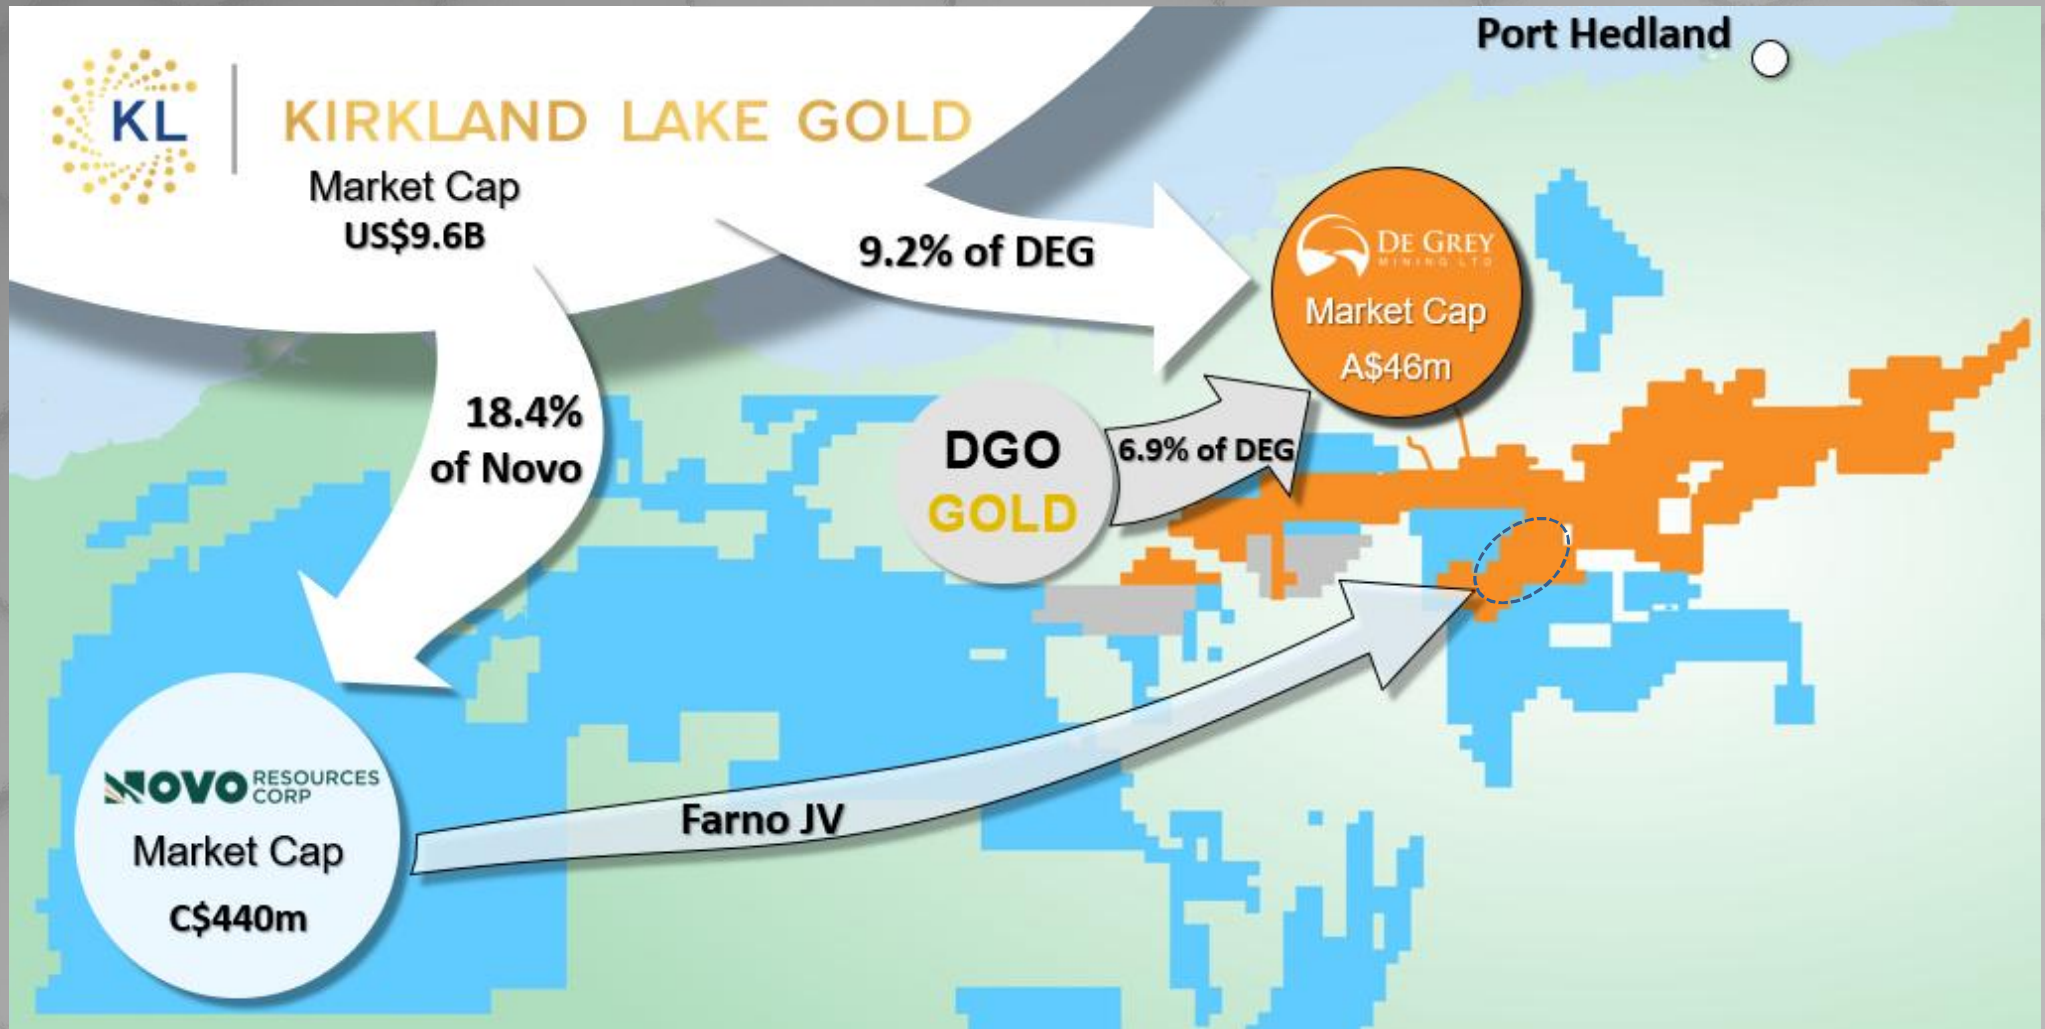 KL
KIRKLAND LAKE GOLD
Market Cap
US$9.6B
Port Hedland
9.2% of DEG
DE GREY
MINING LTD
Market Cap
A$46m
18.4%
of Novo
DGO
GOLD
6.9% of DEG
NOVO RESOURCES
CORP
Market Cap
C$440m
Farno JV